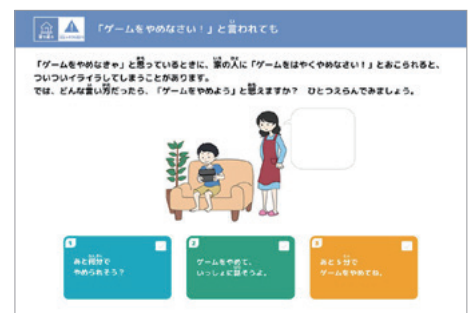 「ゲームをやめなさい！」と言われても
「ゲームをやめなきゃ」と思っているときに、家の人に「ゲームをはやくやめなさい！」とおこられると、
ついついイライラしてしまうことがあります。
では、どんな言い方だったら、「ゲームをやめよう」と思えますか？ ひとつえらんでみましょう。
1
あと何分で
やめられそう？
2
ゲームをやめて、
いっしょに話そうよ。
3
あと5分で
ゲームをやめてね。